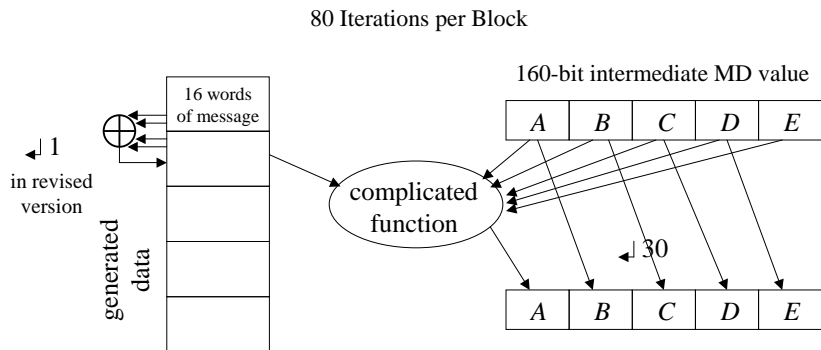 80 Iterations per Block
16 words
of message
160-bit intermediate MD value
A B C D E
1
in revised
version
complicated
function
generated
data
30
A B C D E